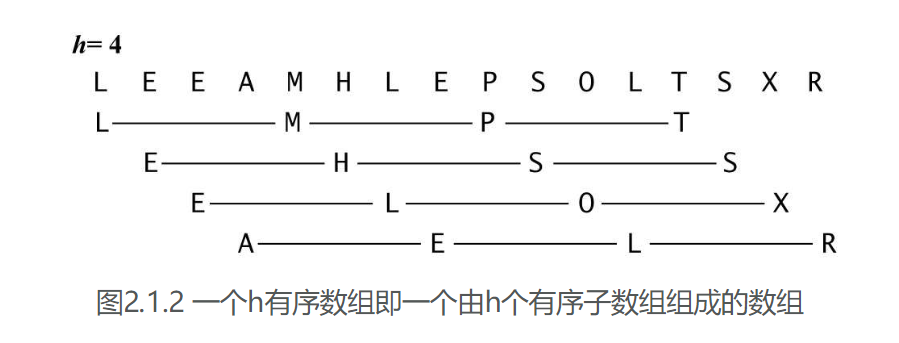 h= 4
L E E A M H L E P S O L T S X R
L M P T
E H S S
E L O X
A E L R
图2.1.2 一个h有序数组即一个由h个有序子数组组成的数组